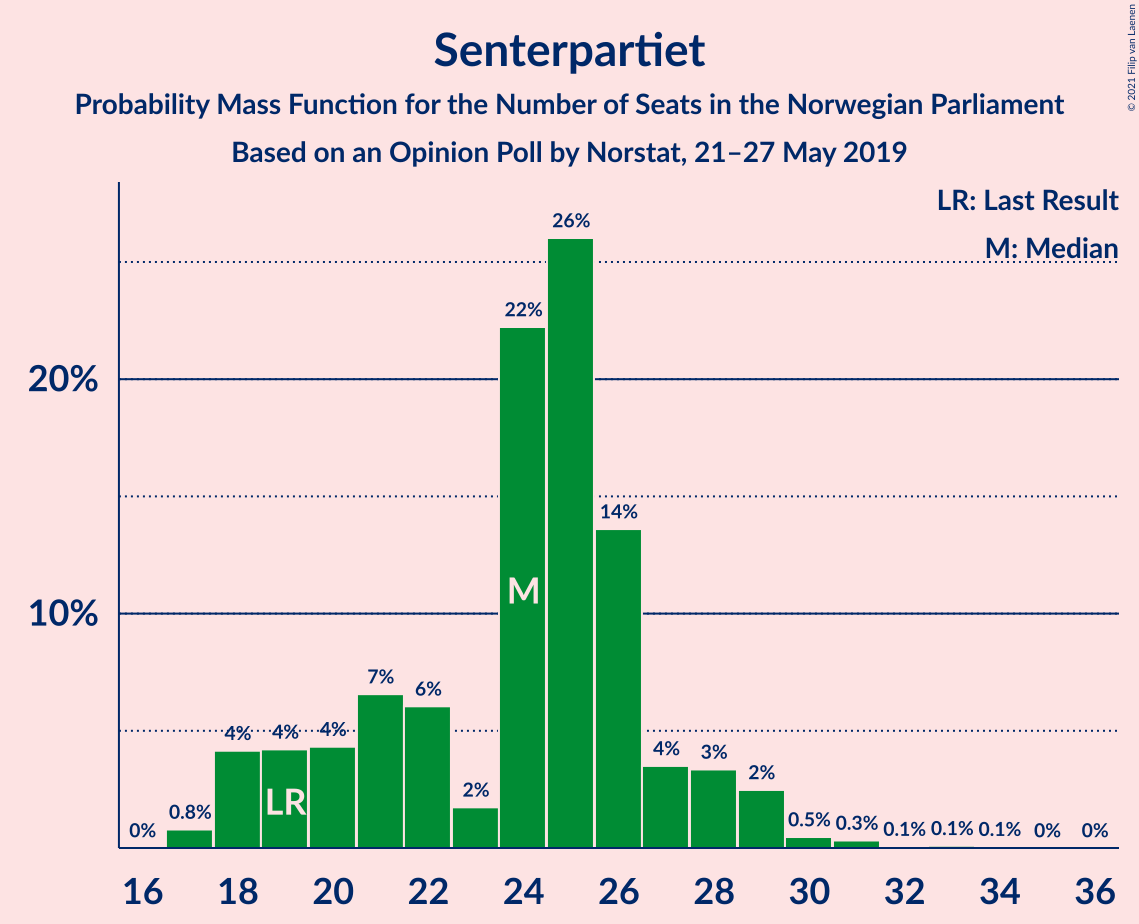 Senterpartiet
Probability Mass Function for the Number of Seats in the Norwegian Parliament
Based on an Opinion Poll by Norstat, 21–27 May 2019
© 2021 Filip van Laenen
LR: Last Result
M: Median
20%
10%
0%
0.8%
4%
4%
4%
7%
6%
2%
22%
26%
14%
4%
3%
2%
0.5%
0.3%
0.1%
0.1%
0.1%
0%
0%
LR
M
16 18 20 22 24 26 28 30 32 34 36